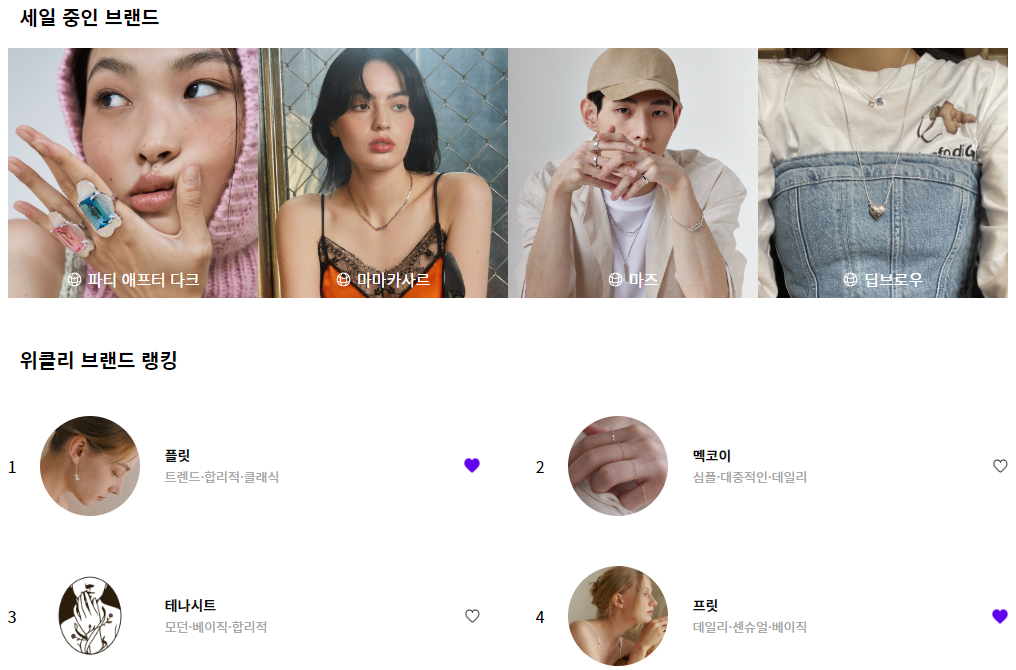 세일 중인 브랜드
파티 애프터 다크
마마카사르
마즈
딥브로우
위클리 브랜드 랭킹
1
플릿
트렌드·합리적·클래식
2
멕코이
심플·대중적인·데일리
3
테나시트
모던·베이직·합리적
4
프릿
데일리·센슈얼·베이직